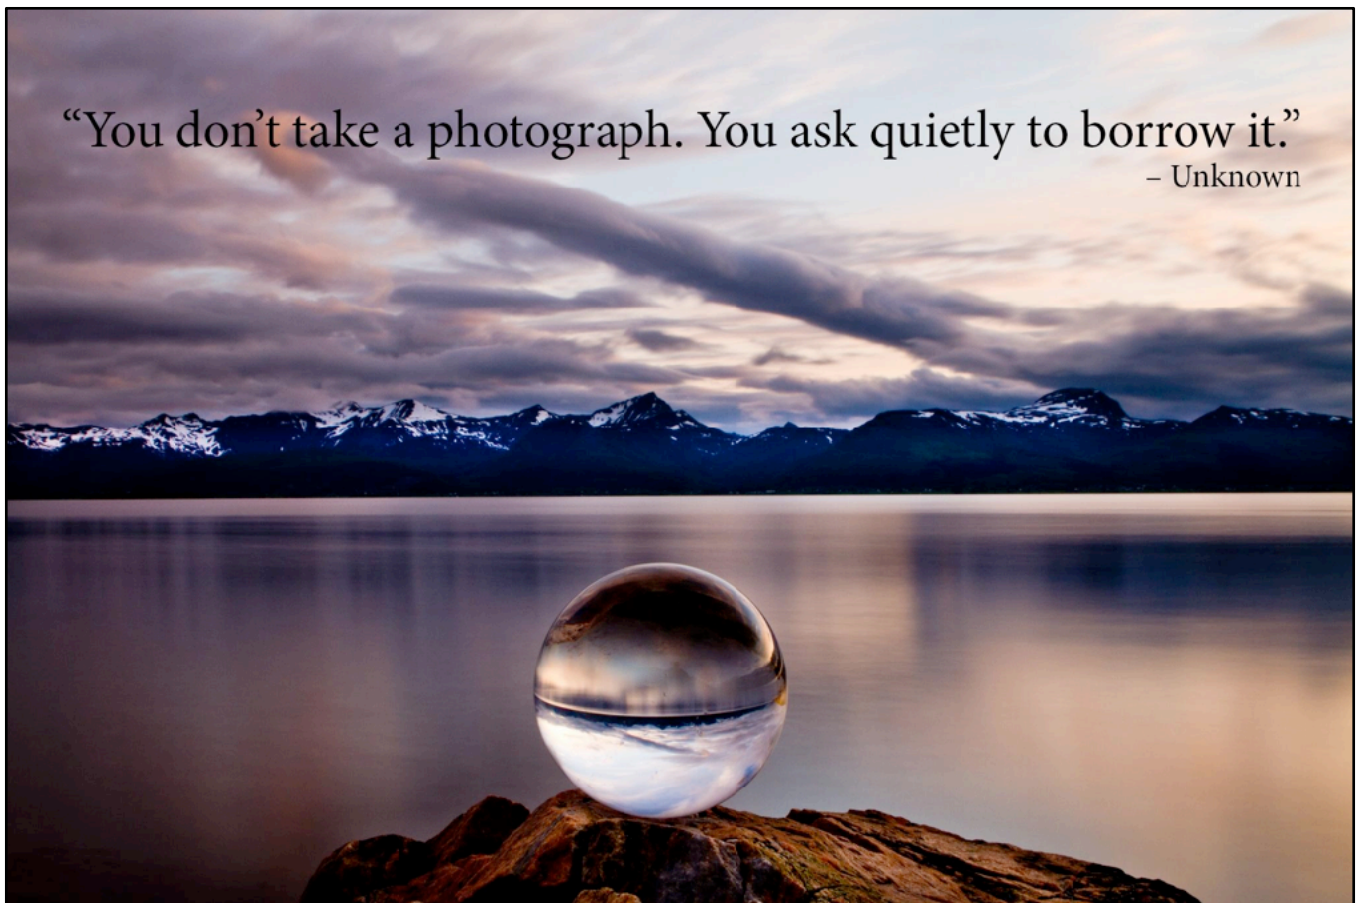 “You don’t take a photograph. You ask quietly to borrow it.”
– Unknown